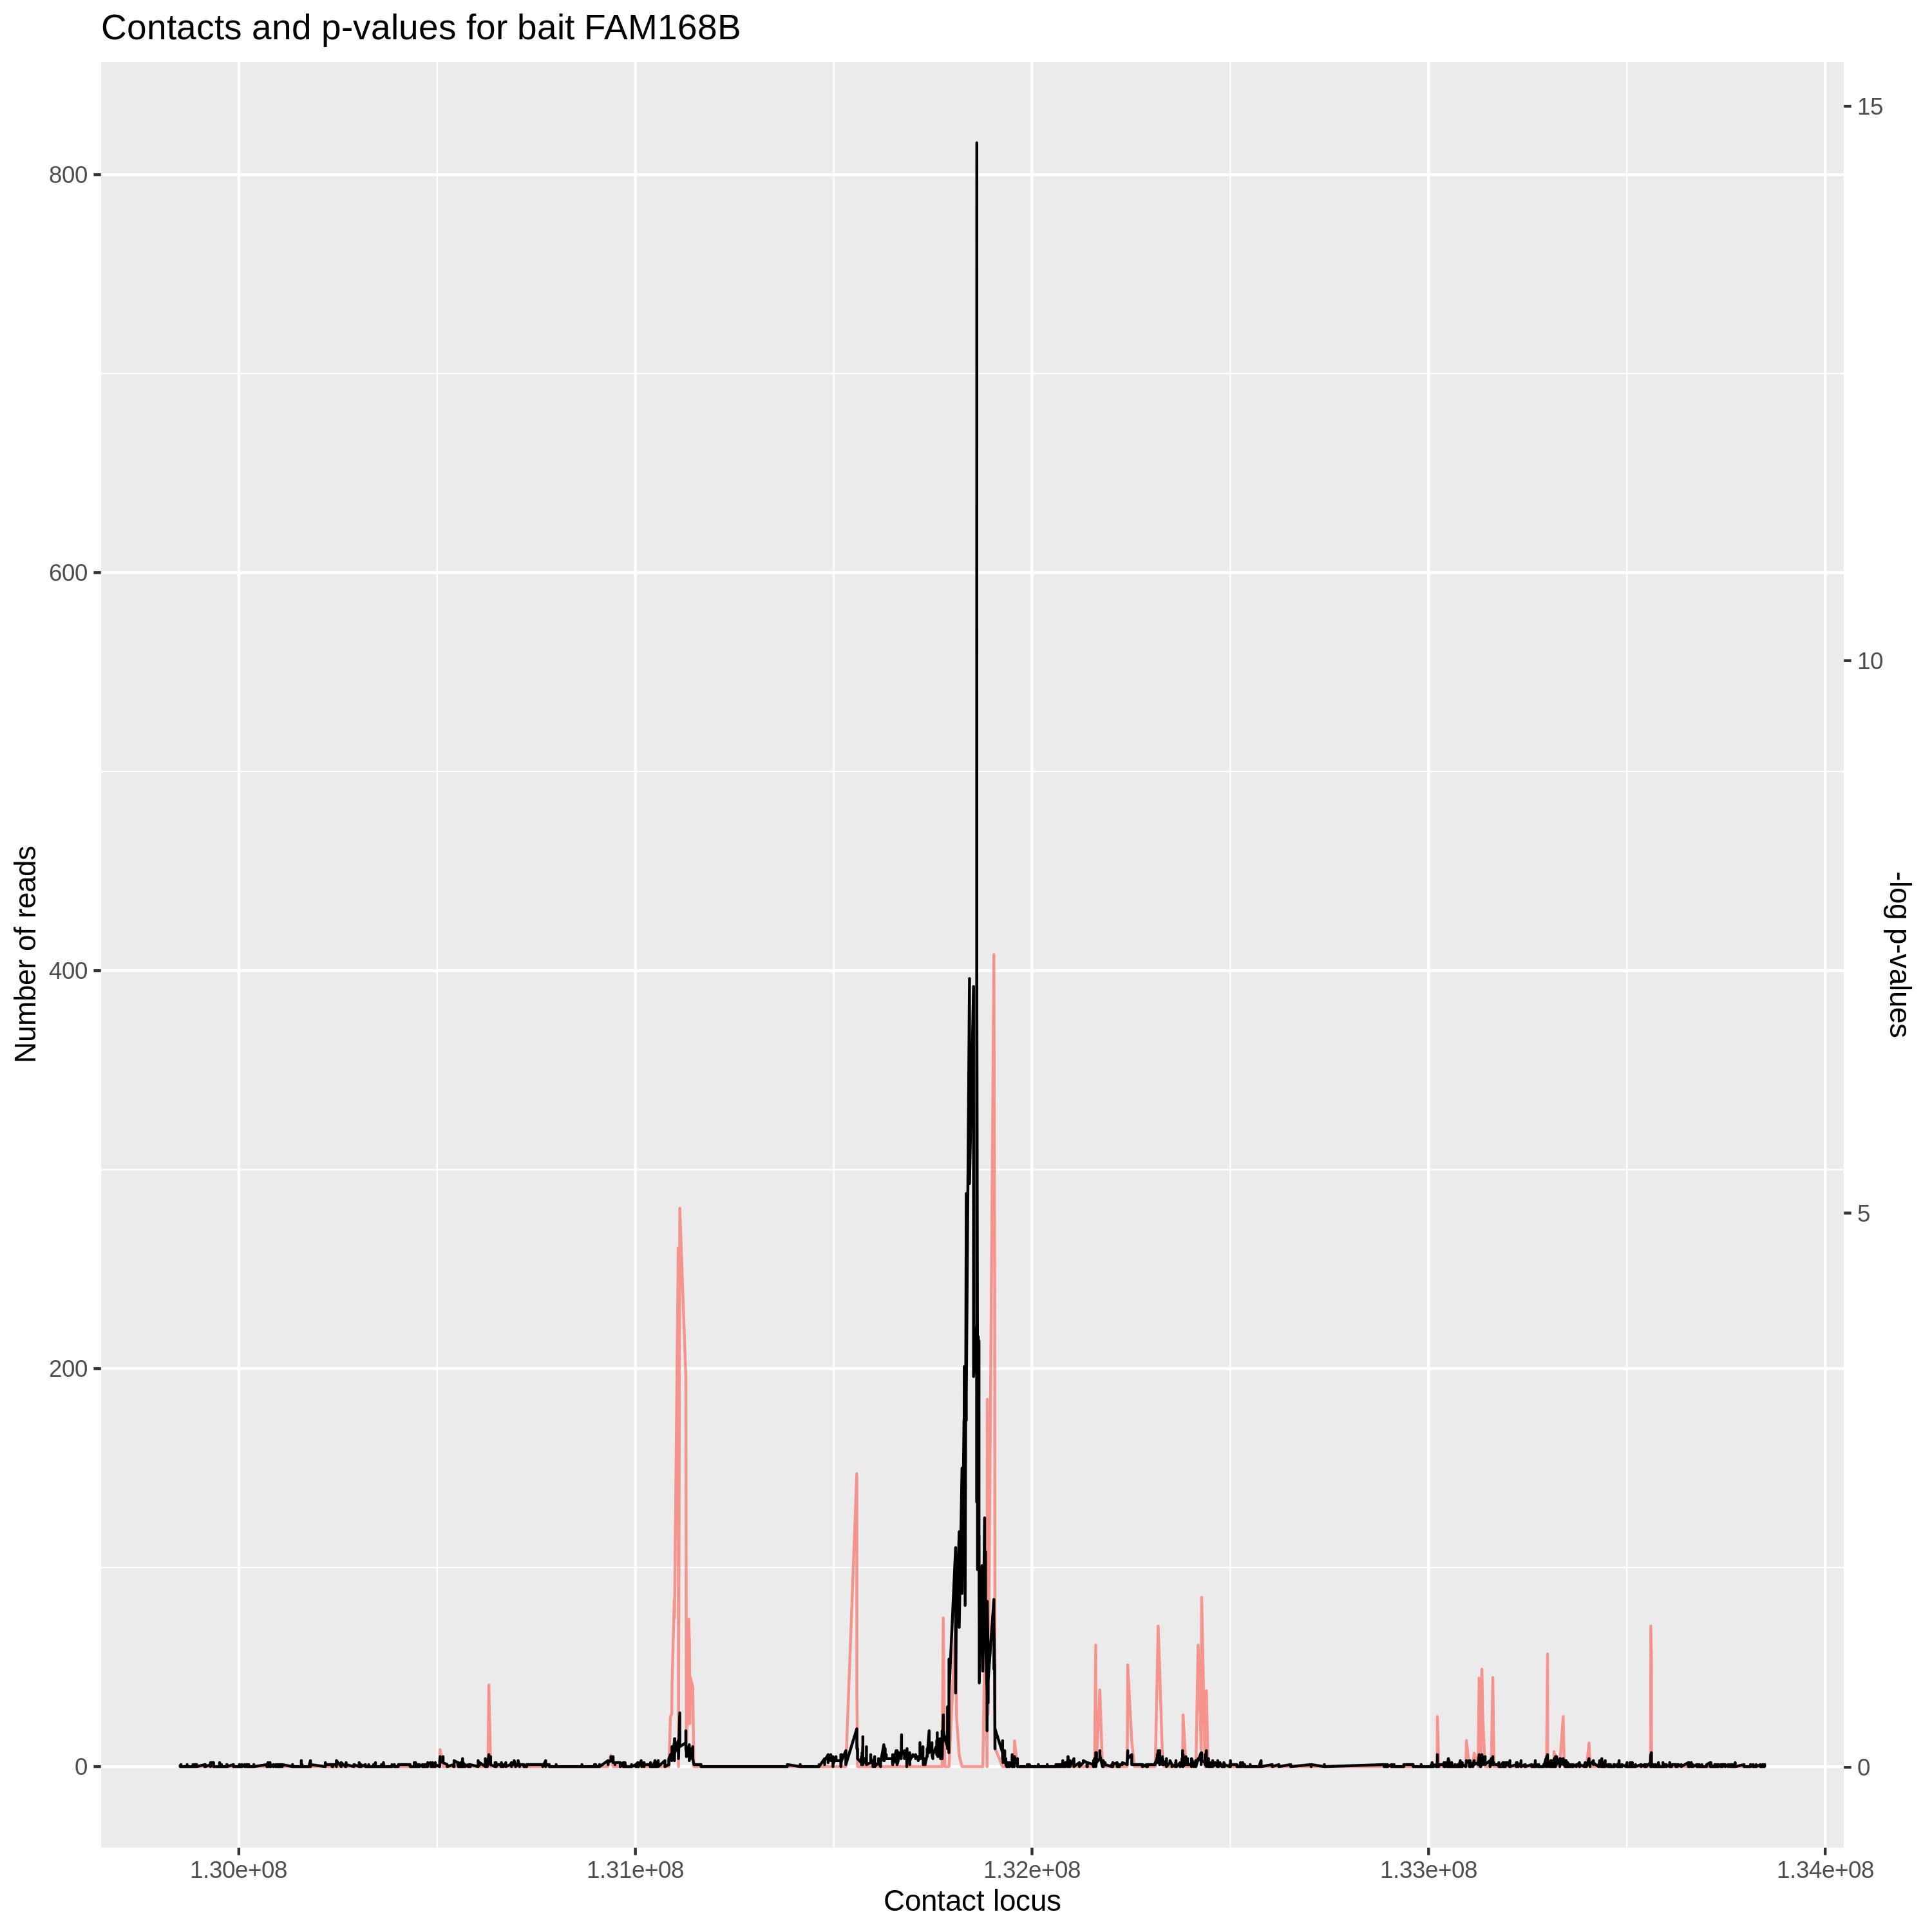 Contacts and p-values for bait FAM168B
800
600
400
200
0
Number of reads
15
10
5
0
-log p-values
1.30e+08
1.31e+08
1.32e+08
1.33e+08
1.34e+08
Contact locus